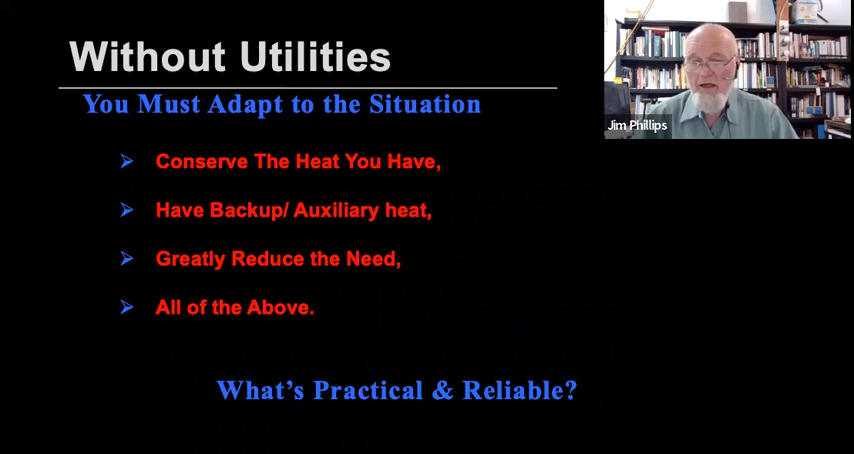 Without Utilities
You Must Adapt to the Situation
Conserve The Heat You Have,
Have Backup/ Auxiliary heat,
Greatly Reduce the Need,
All of the Above.
What's Practical & Reliable?
Jim Phillips